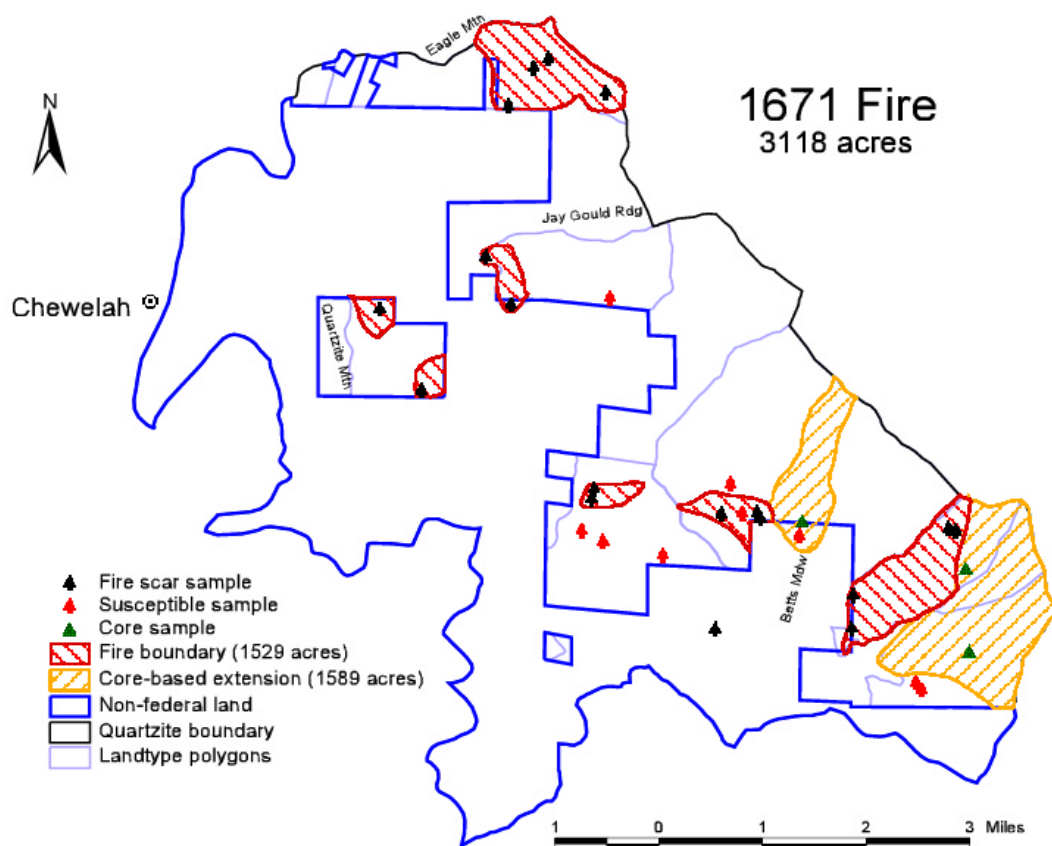 Eagle Mtn
N
1671 Fire
3118 acres
Jay Gould Rdg
Chewelah
Quartzite Mtn
Betts Mdw
Fire scar sample
Susceptible sample
Core sample
Fire boundary (1529 acres)
Core-based extension (1589 acres)
Non-federal land
Quartzite boundary
Landtype polygons
1 0 1 2 3 Miles